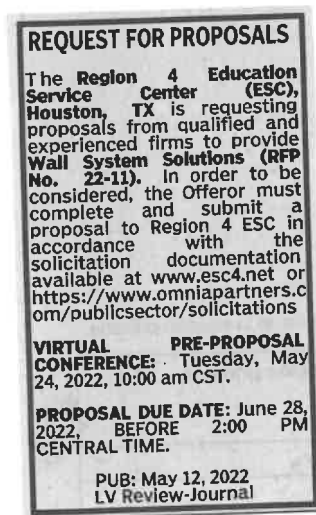 REQUEST FOR PROPOSALS
The Region 4 Education
Service Center (ESC),
Houston, TX is requesting
proposals from qualified and
experienced firms to provide
Wall System Solutions (RFP
No. 22-11). In order to be
considered, the Offeror must
complete and submit a
proposal to Region 4 ESC in
accordance with the
solicitation documentation
available at www.esc4.net or
https://www.omniapartners.c
om/publicsector/solicitations
VIRTUAL PRE-PROPOSAL
CONFERENCE: Tuesday, May
24, 2022, 10:00 am CST.
PROPOSAL DUE DATE: June 28,
2022, BEFORE 2:00 PM
CENTRAL TIME.
PUB: May 12, 2022
LV Review-Journal